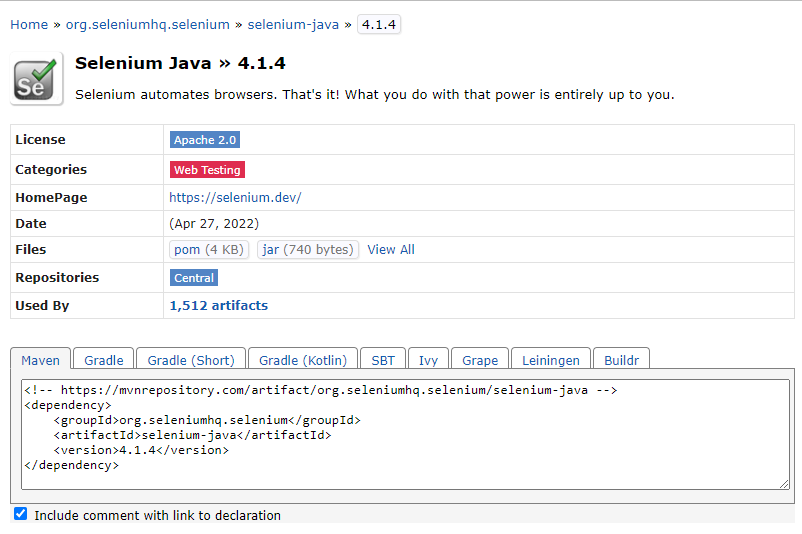 Home » org.seleniumhq.selenium » selenium-java » 4.1.4
Selenium Java » 4.1.4
Se
Selenium automates browsers. That's it! What you do with that power is entirely up to you.
License Apache 2.0
Categories Web Testing
HomePage https://selenium.dev/
Date (Apr 27, 2022)
Files pom (4 KB) jar (740 bytes) View All
Repositories Central
Used By 1,512 artifacts
Maven Gradle Gradle (Short) Gradle (Kotlin) SBT Ivy Grape Leiningen Buildr
<!-- https://mvnrepository.com/artifact/org.seleniumhq.selenium/selenium-java -->
<dependency>
    <groupId>org.seleniumhq.selenium</groupId>
    <artifactId>selenium-java</artifactId>
    <version>4.1.4</version>
</dependency>
Include comment with link to declaration